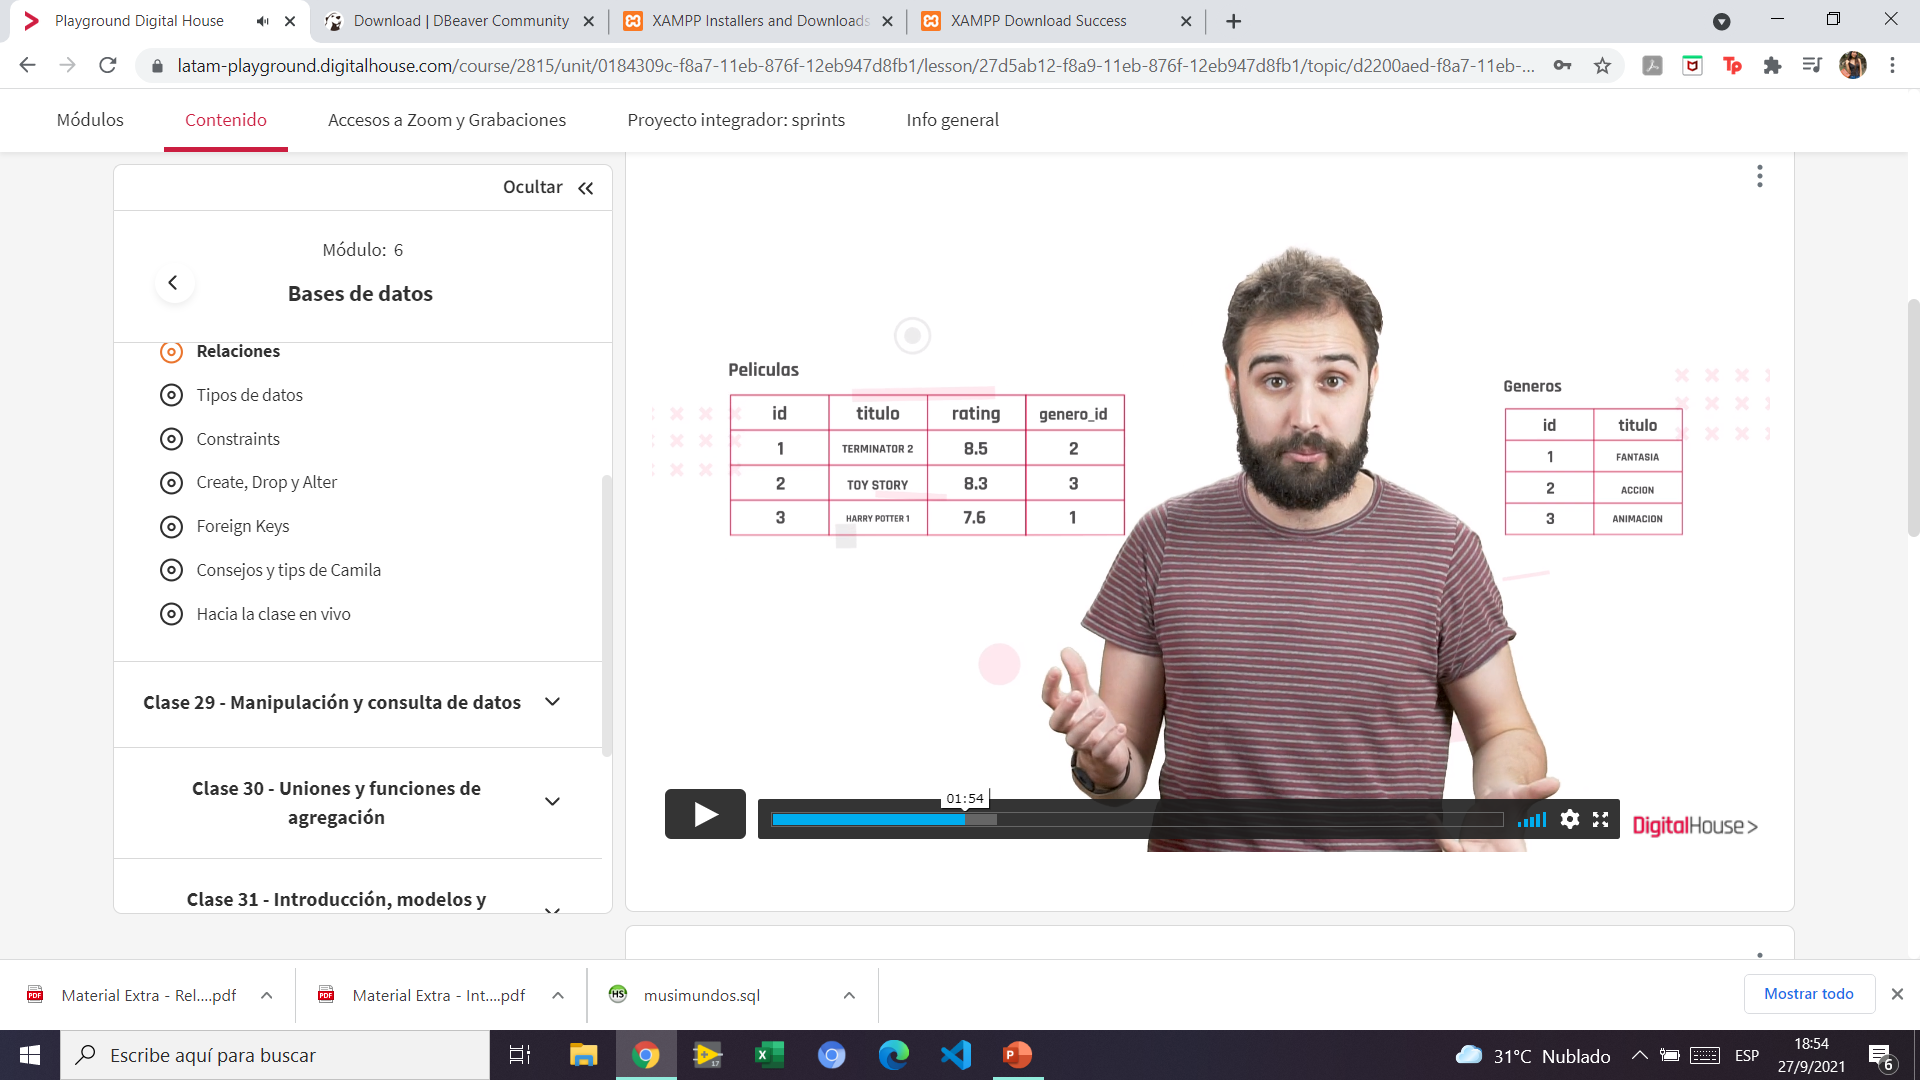 Playground Digital House
Download | DBeaver Community
XAMPP Installers and Downloads
XAMPP Download Success
latam-playground.digitalhouse.com/course/2815/unit/0184309c-f8a7-11eb-876f-12eb947d8fb1/lesson/27d5ab12-f8a9-11eb-876f-12eb947d8fb1/topic/d2200aed-f8a7-11eb-...
Módulos
Contenido
Accesos a Zoom y Grabaciones
Proyecto integrador: sprints
Info general
Ocultar
Módulo: 6
Bases de datos
Relaciones
Tipos de datos
Constraints
Create, Drop y Alter
Foreign Keys
Consejos y tips de Camila
Hacia la clase en vivo
Clase 29 - Manipulación y consulta de datos
Clase 30 - Uniones y funciones de
agregación
Clase 31 - Introducción, modelos y
Peliculas
id titulo rating genero_id
1 TERMINATOR 2 8.5 2
2 TOY STORY 8.3 3
3 HARRY POTTER 1 7.6 1
Generos
id titulo
1 FANTASIA
2 ACCION
3 ANIMACION
01:54
DigitalHouse>
Material Extra - Rel....pdf
Material Extra - Int....pdf
musimundos.sql
Mostrar todo
Escribe aquí para buscar
31°C Nublado
ESP
18:54
27/9/2021
6